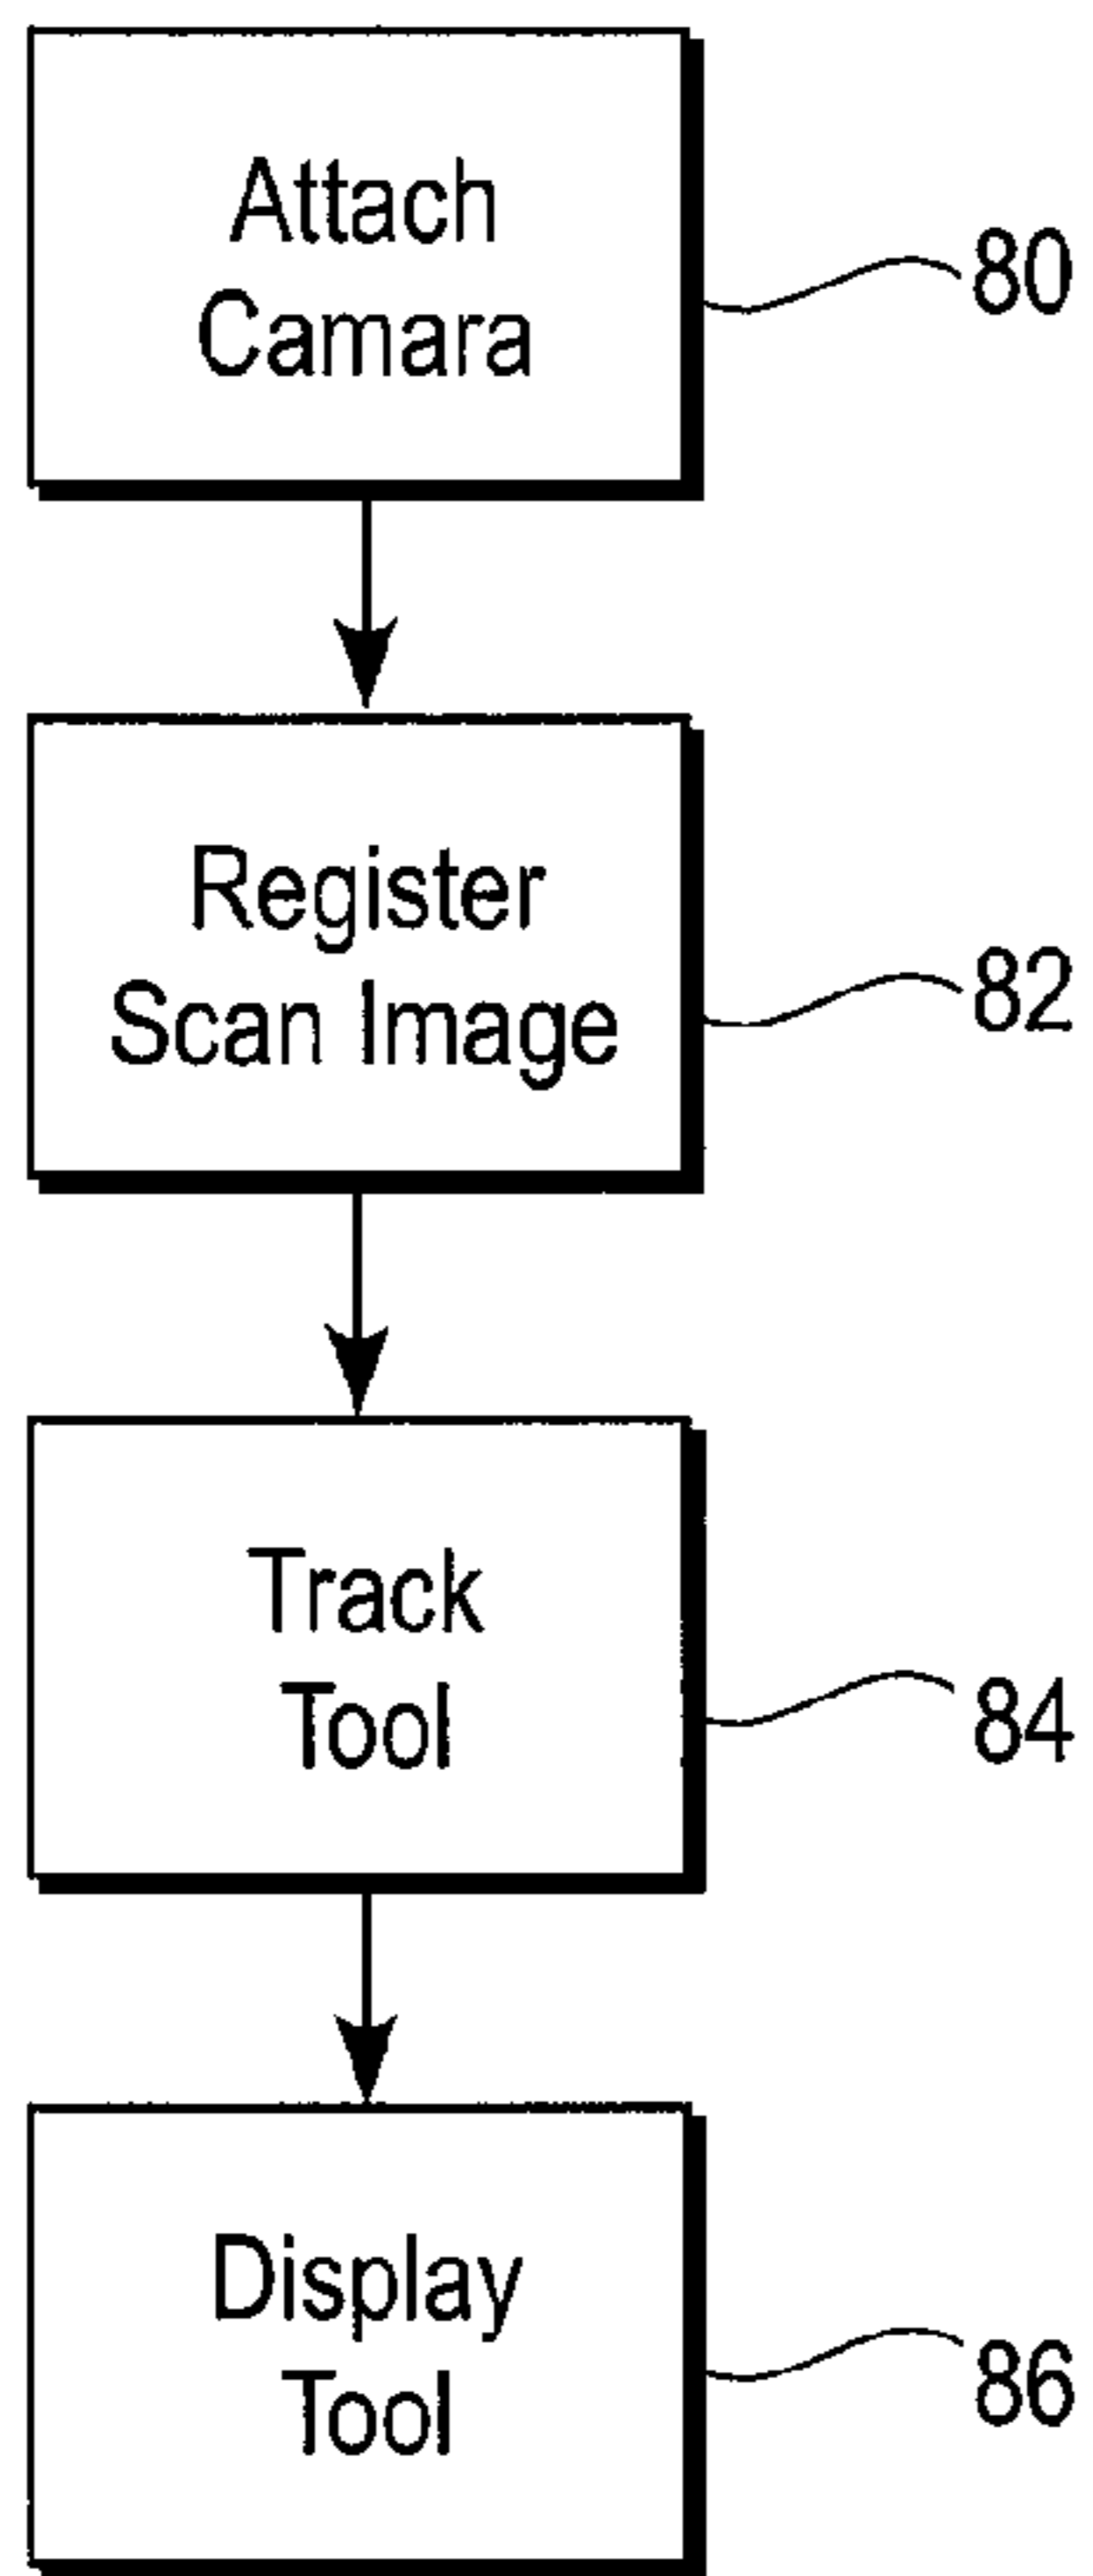 Attach
Camara
80
Register
Scan Image
82
Track
Tool
84
Display
Tool
86